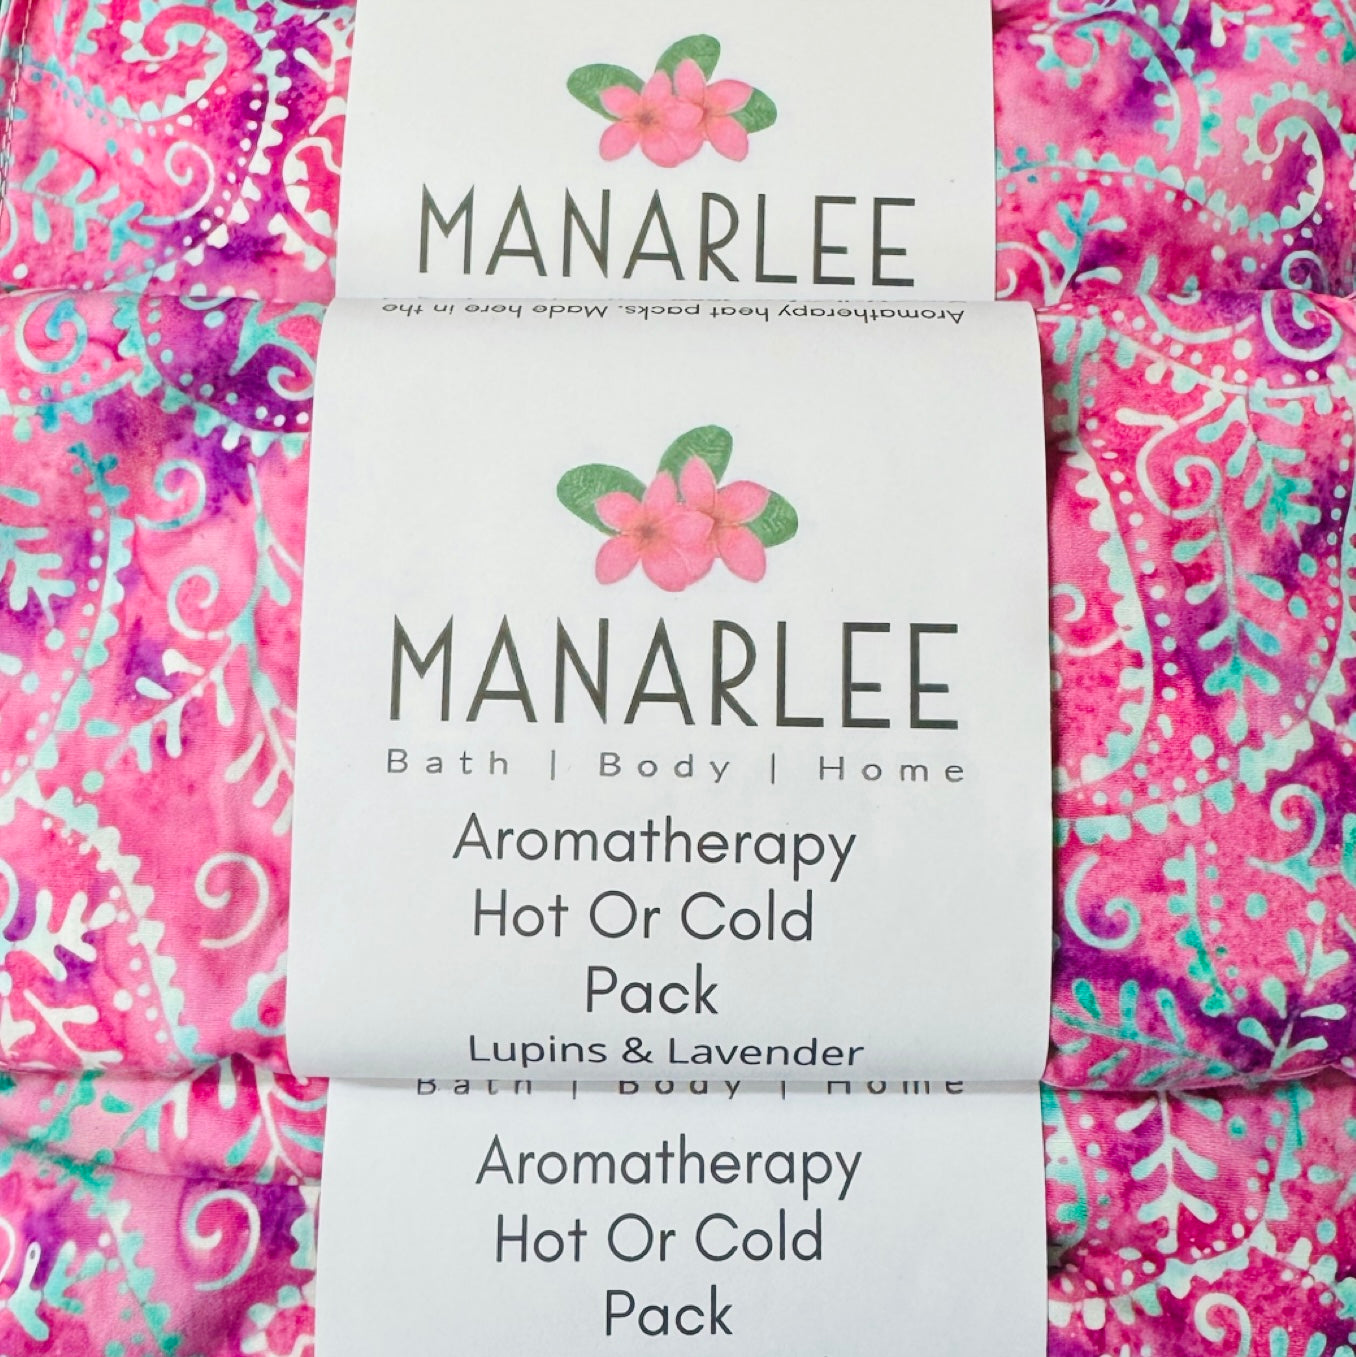 MANARLEE
Aromatherapy heat packs. Made here in the
MANARLEE
Bath | Body | Home
Aromatherapy
Hot Or Cold
Pack
Lupins & Lavender
Bath | Body | Home
Aromatherapy
Hot Or Cold
Pack